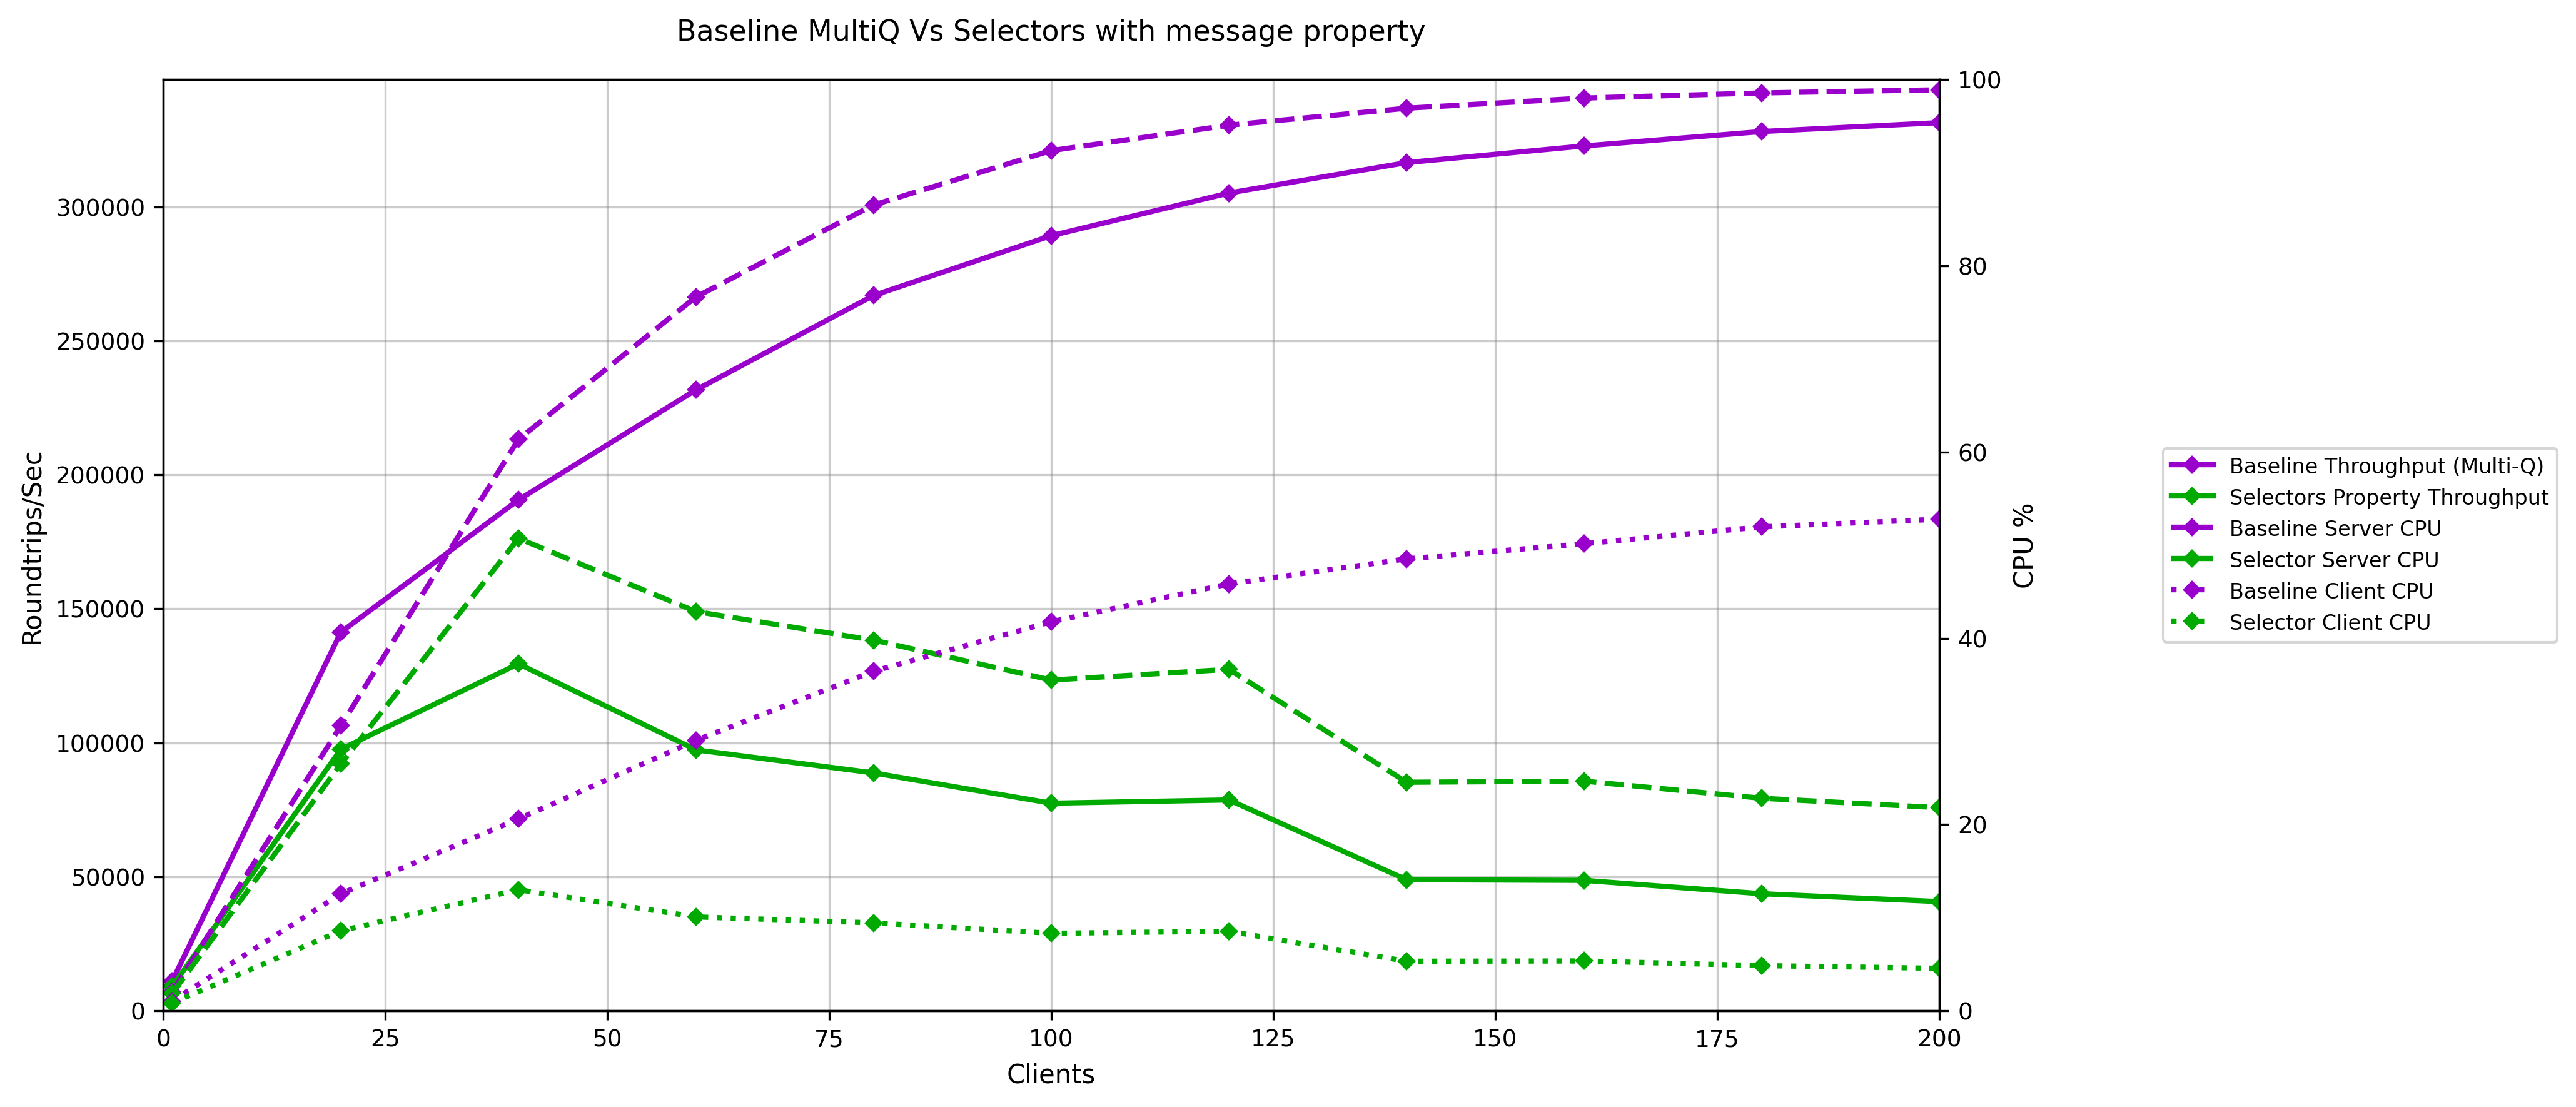 Baseline MultiQ Vs Selectors with message property
Roundtrips/Sec
300000
250000
200000
150000
100000
50000
0
0
25
50
75
100
125
150
175
200
Clients
100
80
60
40
20
0
CPU %
Baseline Throughput (Multi-Q)
Selectors Property Throughput
Baseline Server CPU
Selector Server CPU
Baseline Client CPU
Selector Client CPU